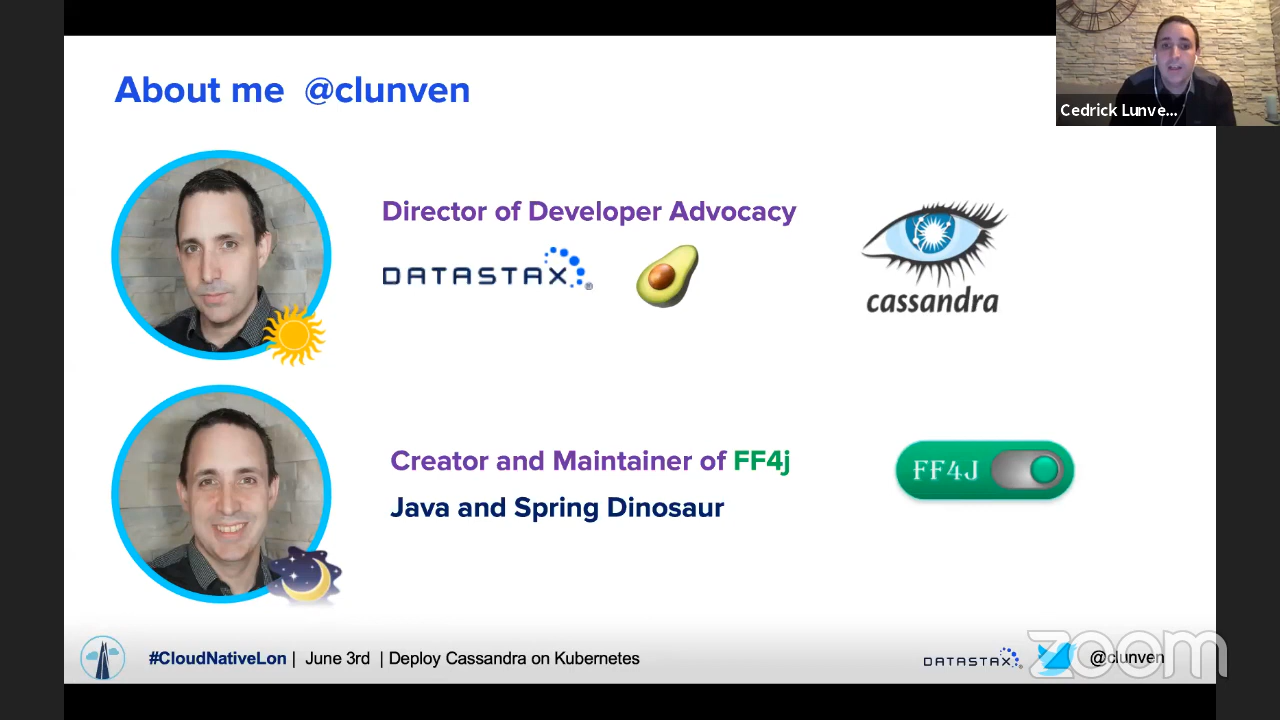 About me @clunven
Cedrick Lunve...
Director of Developer Advocacy
DATASTAX®
cassandra
Creator and Maintainer of FF4j
FF4J
Java and Spring Dinosaur
#CloudNativeLon | June 3rd | Deploy Cassandra on Kubernetes
DATASTAX
@clunven
zoom